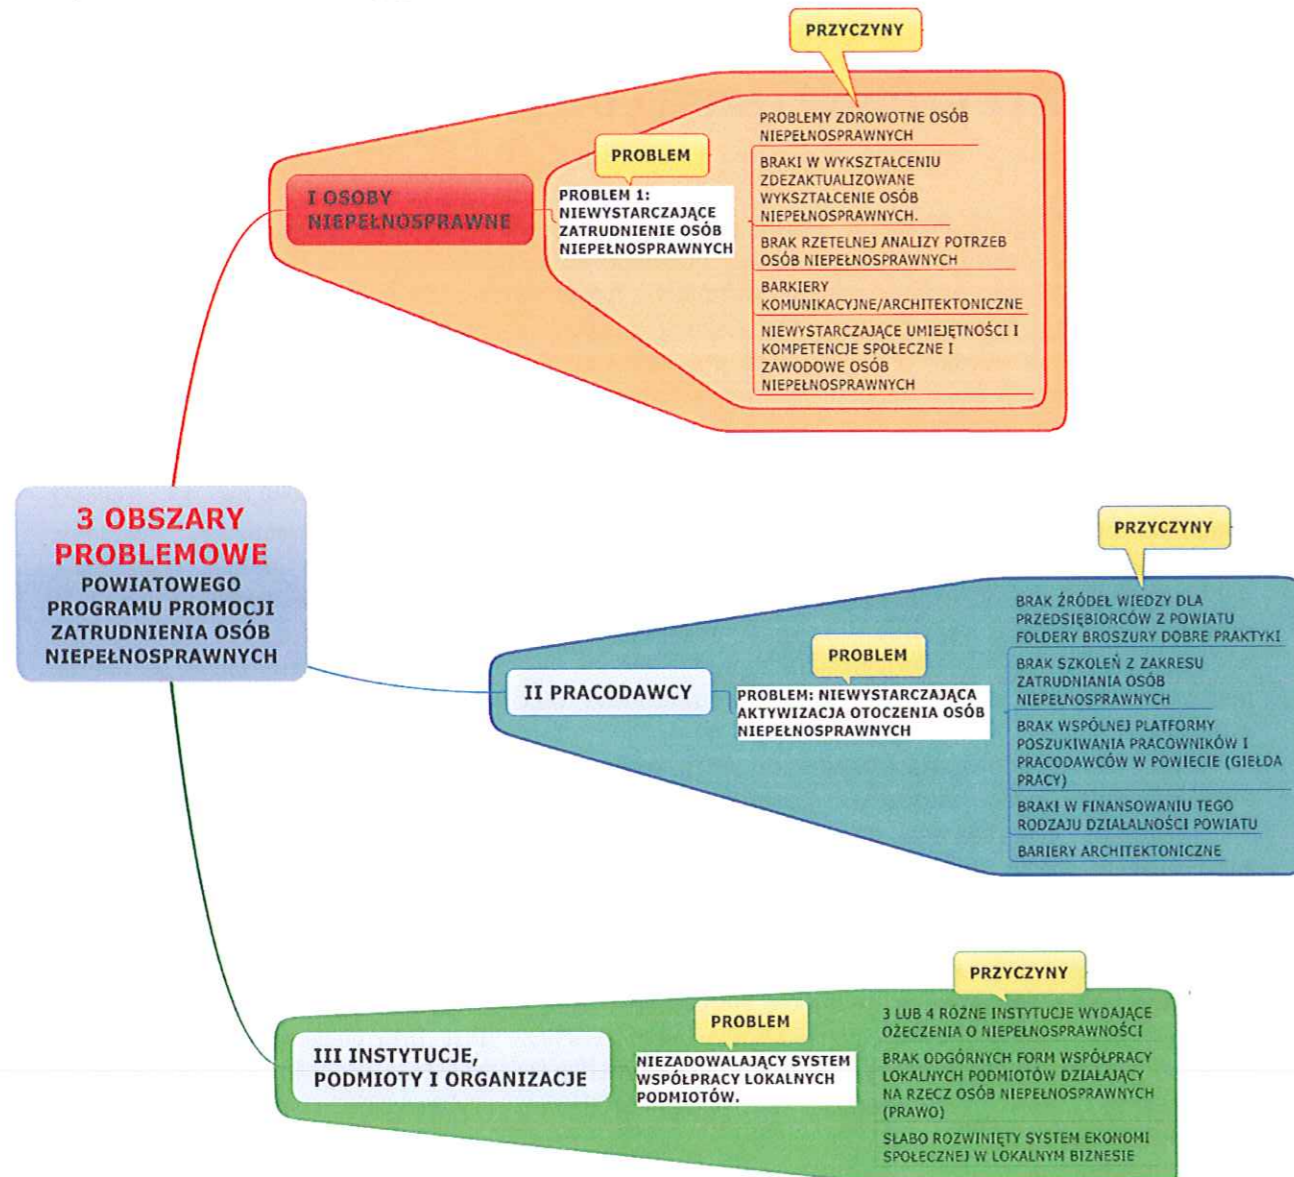 3 OBSZARY
PROBLEMOWE
POWIATOWEGO
PROGRAMU PROMOCJI
ZATRUDNIENIA OSÓB
NIEPEŁNOSPRAWNYCH
I OSOBY
NIEPEŁNOSPRAWNE
PROBLEM
PROBLEM 1:
NIEWYSTARCZAJĄCE
ZATRUDNIENIE OSÓB
NIEPEŁNOSPRAWNYCH
PRZYCZYNY
PROBLEMY ZDROWOTNE OSÓB
NIEPEŁNOSPRAWNYCH
BRAKI W WYKSZTAŁCENIU
ZDEZAKTUALIZOWANE
WYKSZTAŁCENIE OSÓB
NIEPEŁNOSPRAWNYCH.
BRAK RZETELNEJ ANALIZY POTRZEB
OSÓB NIEPEŁNOSPRAWNYCH
BARKIERY
KOMUNIKACYJNE/ARCHITEKTONICZNE
NIEWYSTARCZAJĄCE UMIEJĘTNOŚCI I
KOMPETENCJE SPOŁECZNE I
ZAWODOWE OSÓB
NIEPEŁNOSPRAWNYCH
II PRACODAWCY
PROBLEM
PROBLEM: NIEWYSTARCZAJĄCA
AKTYWIZACJA OTOCZENIA OSÓB
NIEPEŁNOSPRAWNYCH
PRZYCZYNY
BRAK ŹRÓDEŁ WIEDZY DLA
PRZEDSIĘBIORCÓW Z POWIATU
FOLDERY BROSZURY DOBRE PRAKTYKI
BRAK SZKOLEŃ Z ZAKRESU
ZATRUDNIANIA OSÓB
NIEPEŁNOSPRAWNYCH
BRAK WSPÓLNEJ PLATFORMY
POSZUKIWANIA PRACOWNIKÓW I
PRACODAWCÓW W POWIECIE (GIEŁDA
PRACY)
BRAKI W FINANSOWANIU TEGO
RODZAJU DZIAŁALNOŚCI POWIATU
BARIERY ARCHITEKTONICZNE
III INSTYTUCJE,
PODMIOTY I ORGANIZACJE
PROBLEM
NIEZADOWALAJĄCY SYSTEM
WSPÓŁPRACY LOKALNYCH
PODMIOTÓW.
PRZYCZYNY
3 LUB 4 RÓŻNE INSTYTUCJE WYDAJĄCE
OŻECZENIA O NIEPEŁNOSPRAWNOŚCI
BRAK ODGÓRNYCH FORM WSPÓŁPRACY
LOKALNYCH PODMIOTÓW DZIAŁAJĄCY
NA RZECZ OSÓB NIEPEŁNOSPRAWNYCH
(PRAWO)
SŁABO ROZWINIĘTY SYSTEM EKONOMI
SPOŁECZNEJ W LOKALNYM BIZNESIE